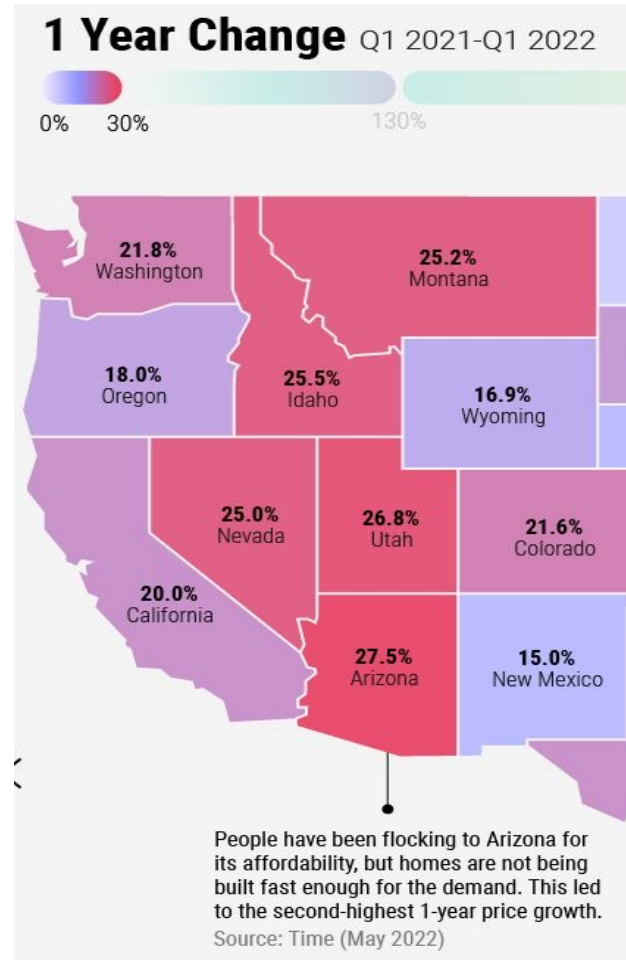 1 Year Change Q1 2021-Q1 2022
0% 30% 130%
21.8%
Washington
25.2%
Montana
18.0%
Oregon
25.5%
Idaho
16.9%
Wyoming
25.0%
Nevada
26.8%
Utah
21.6%
Colorado
20.0%
California
27.5%
Arizona
15.0%
New Mexico
People have been flocking to Arizona for
its affordability, but homes are not being
built fast enough for the demand. This led
to the second-highest 1-year price growth.
Source: Time (May 2022)